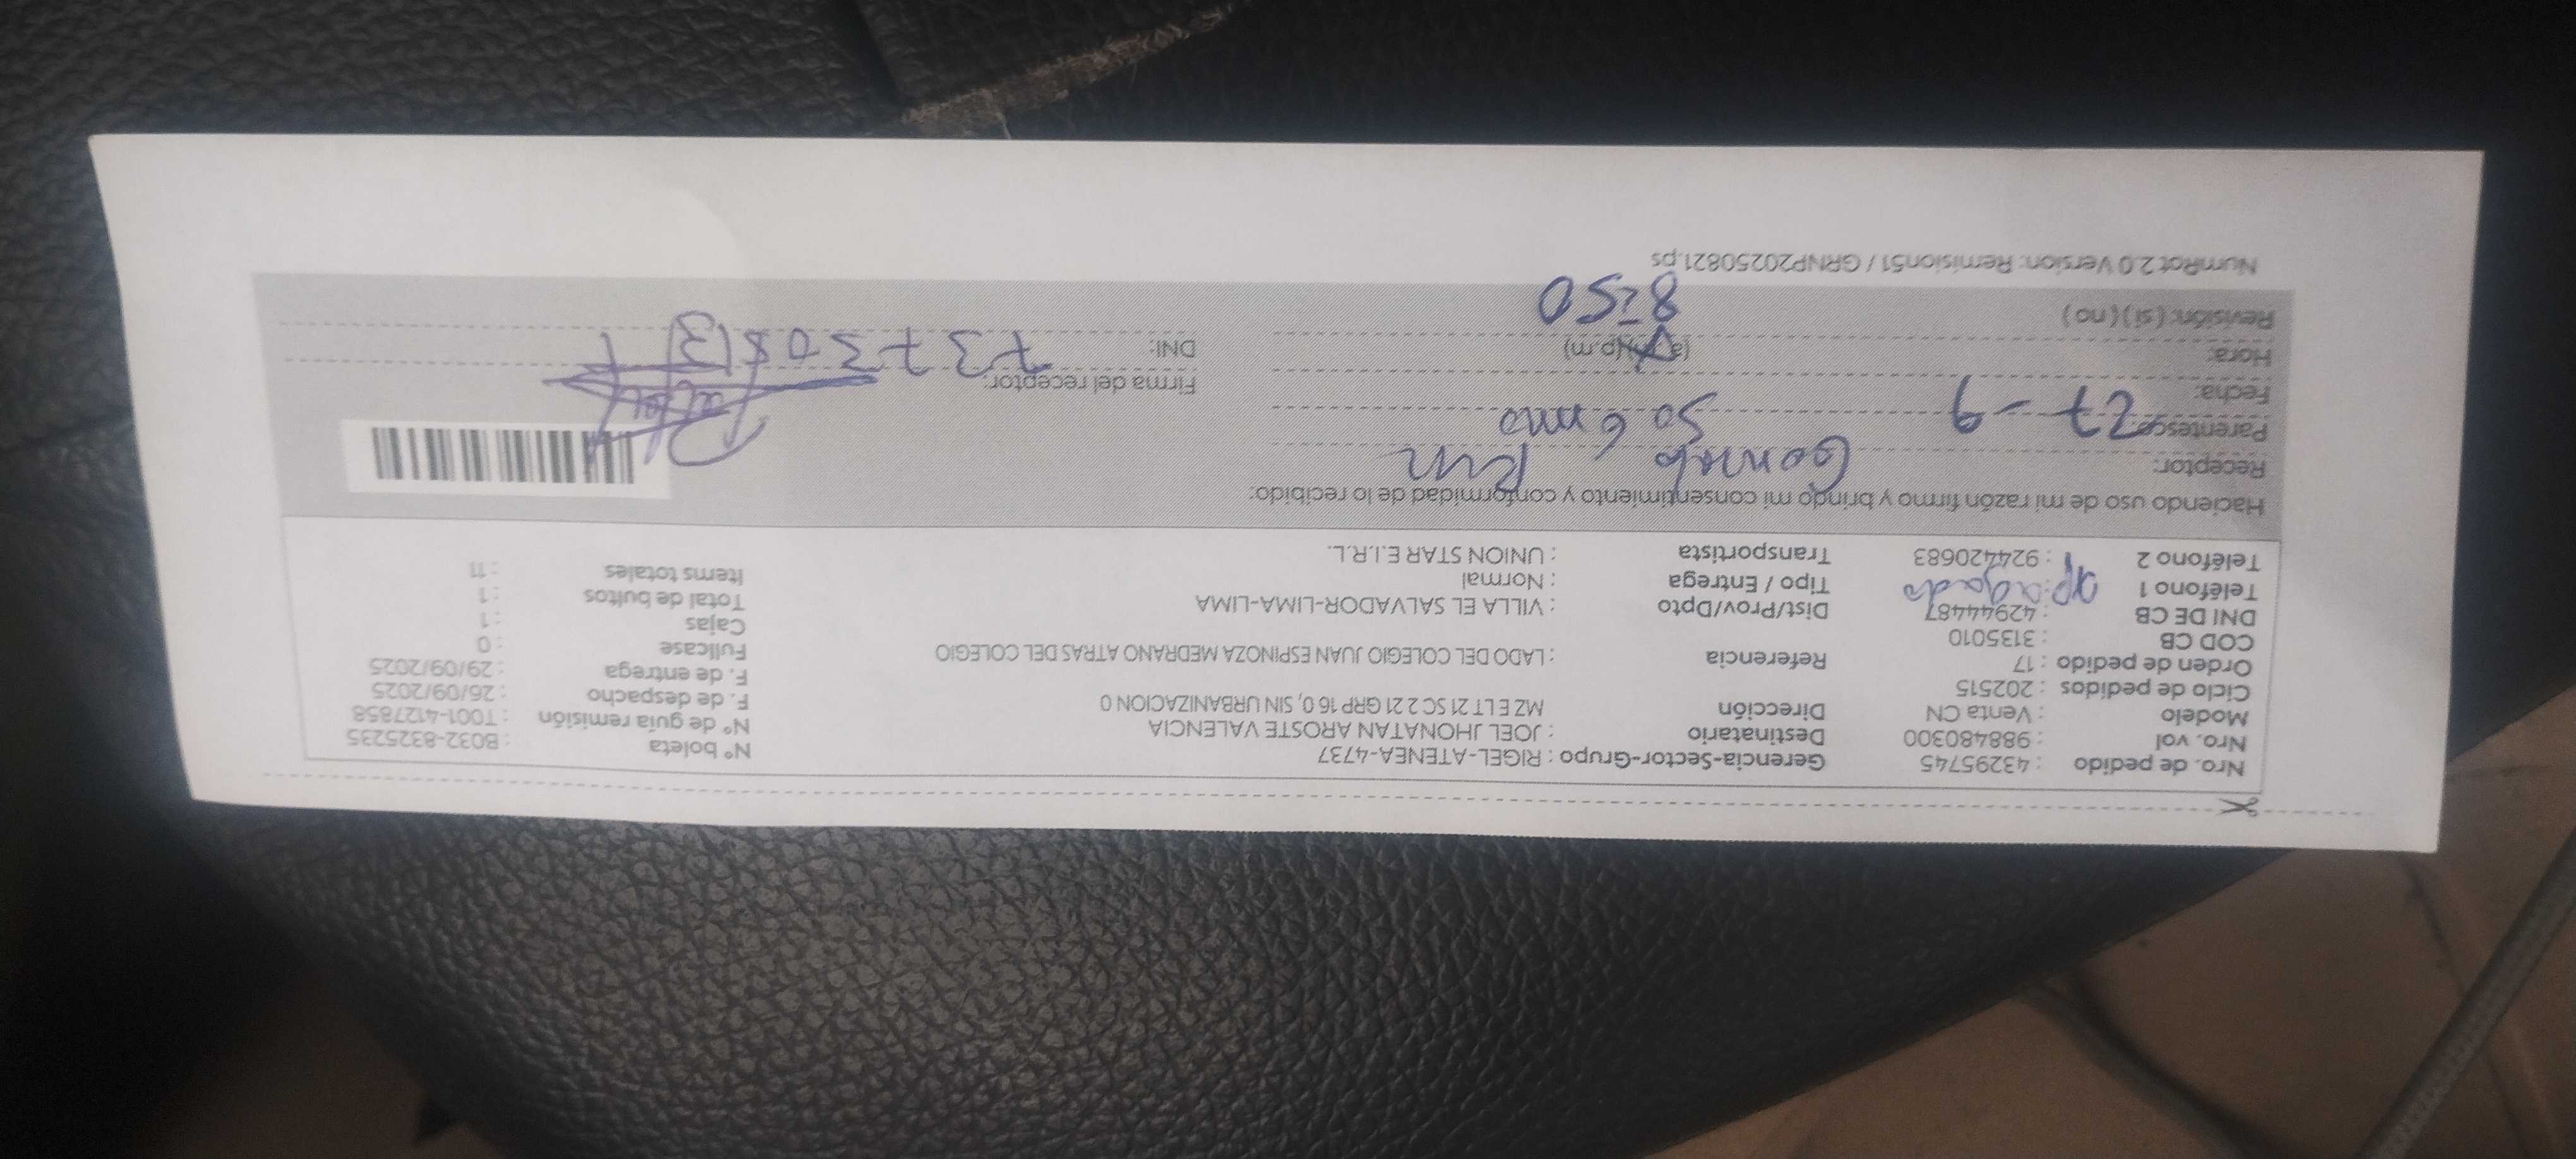 Nro. de pedido : 43295745
Nro. vol : 988480300
Modelo : Venta CN
Ciclo de pedidos : 202515
Orden de pedido : 17
COD CB : 3135010
DNI DE CB : 42944487
Teléfono 1 : apagado
Teléfono 2 : 924420683
Gerencia-Sector-Grupo : RIGEL-ATENEA-4737
Destinatario : JOEL JHONATAN AROSTE VALENCIA
Dirección MZ E LT 21 SC 2 21 GRP 16 0, SIN URBANIZACION 0
Referencia : LADO DEL COLEGIO JUAN ESPINOZA MEDRANO ATRAS DEL COLEGIO
Dist/Prov/Dpto : VILLA EL SALVADOR-LIMA-LIMA
Tipo / Entrega : Normal
Transportista : UNION STAR E.I.R.L.
N° boleta : B032-8325235
N° de guía remisión : T001-4127858
F. de despacho : 26/09/2025
F. de entrega : 29/09/2025
Fullcase : 0
Cajas : 1
Total de bultos : 1
Items totales : 11
Haciendo uso de mi razón firmo y brindo mi consentimiento y conformidad de lo recibido:
Receptor:
Parentesco:
Fecha: 27-9
Hora: (a.m)(p.m)
8:50
Revisión: ( si ) ( no )
Firma del receptor:
DNI:
NumRot 2.0 Version: Remision51 / GRNP20250821.ps